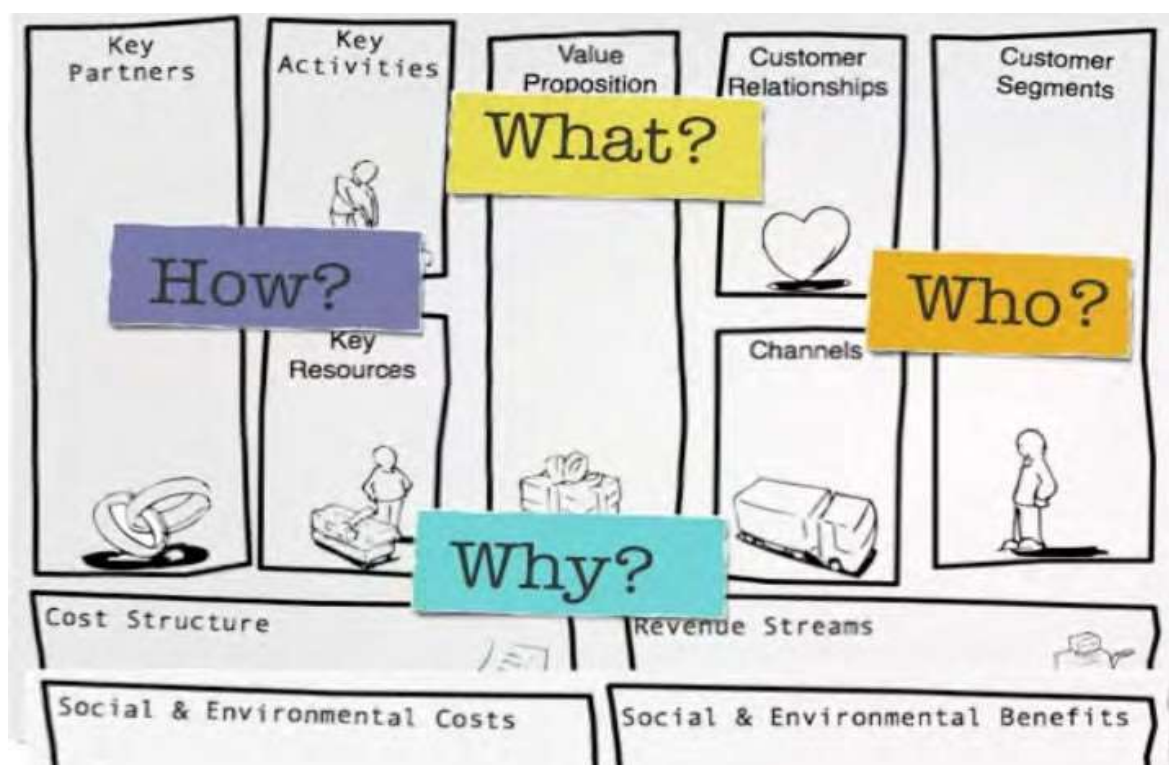 Key
Partners
Key
Activities
Value
Proposition
Customer
Relationships
Customer
Segments
What?
How?
Who?
Key
Resources
Channels
Why?
Cost Structure
Revenue Streams
Social & Environmental Costs
Social & Environmental Benefits